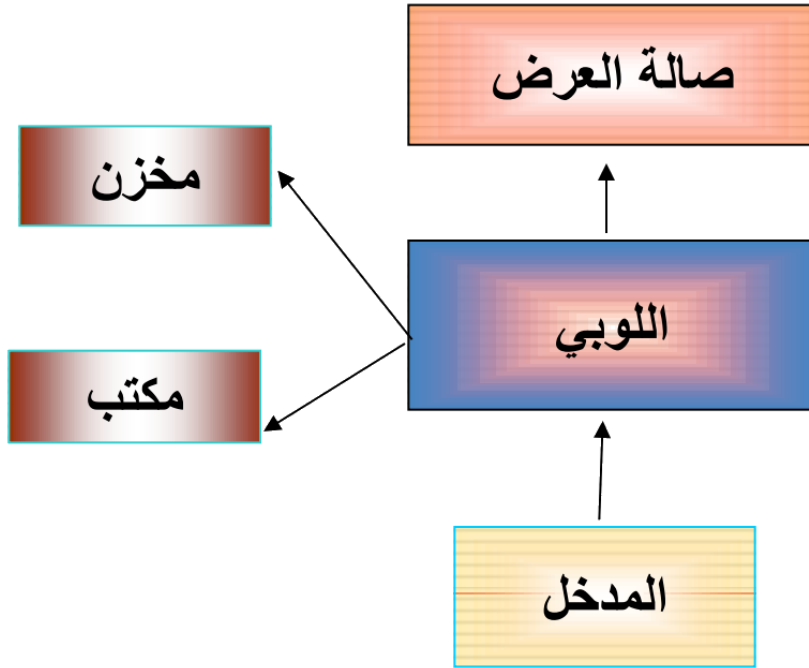 صالة العرض
مخزن
اللوبي
مكتب
المدخل